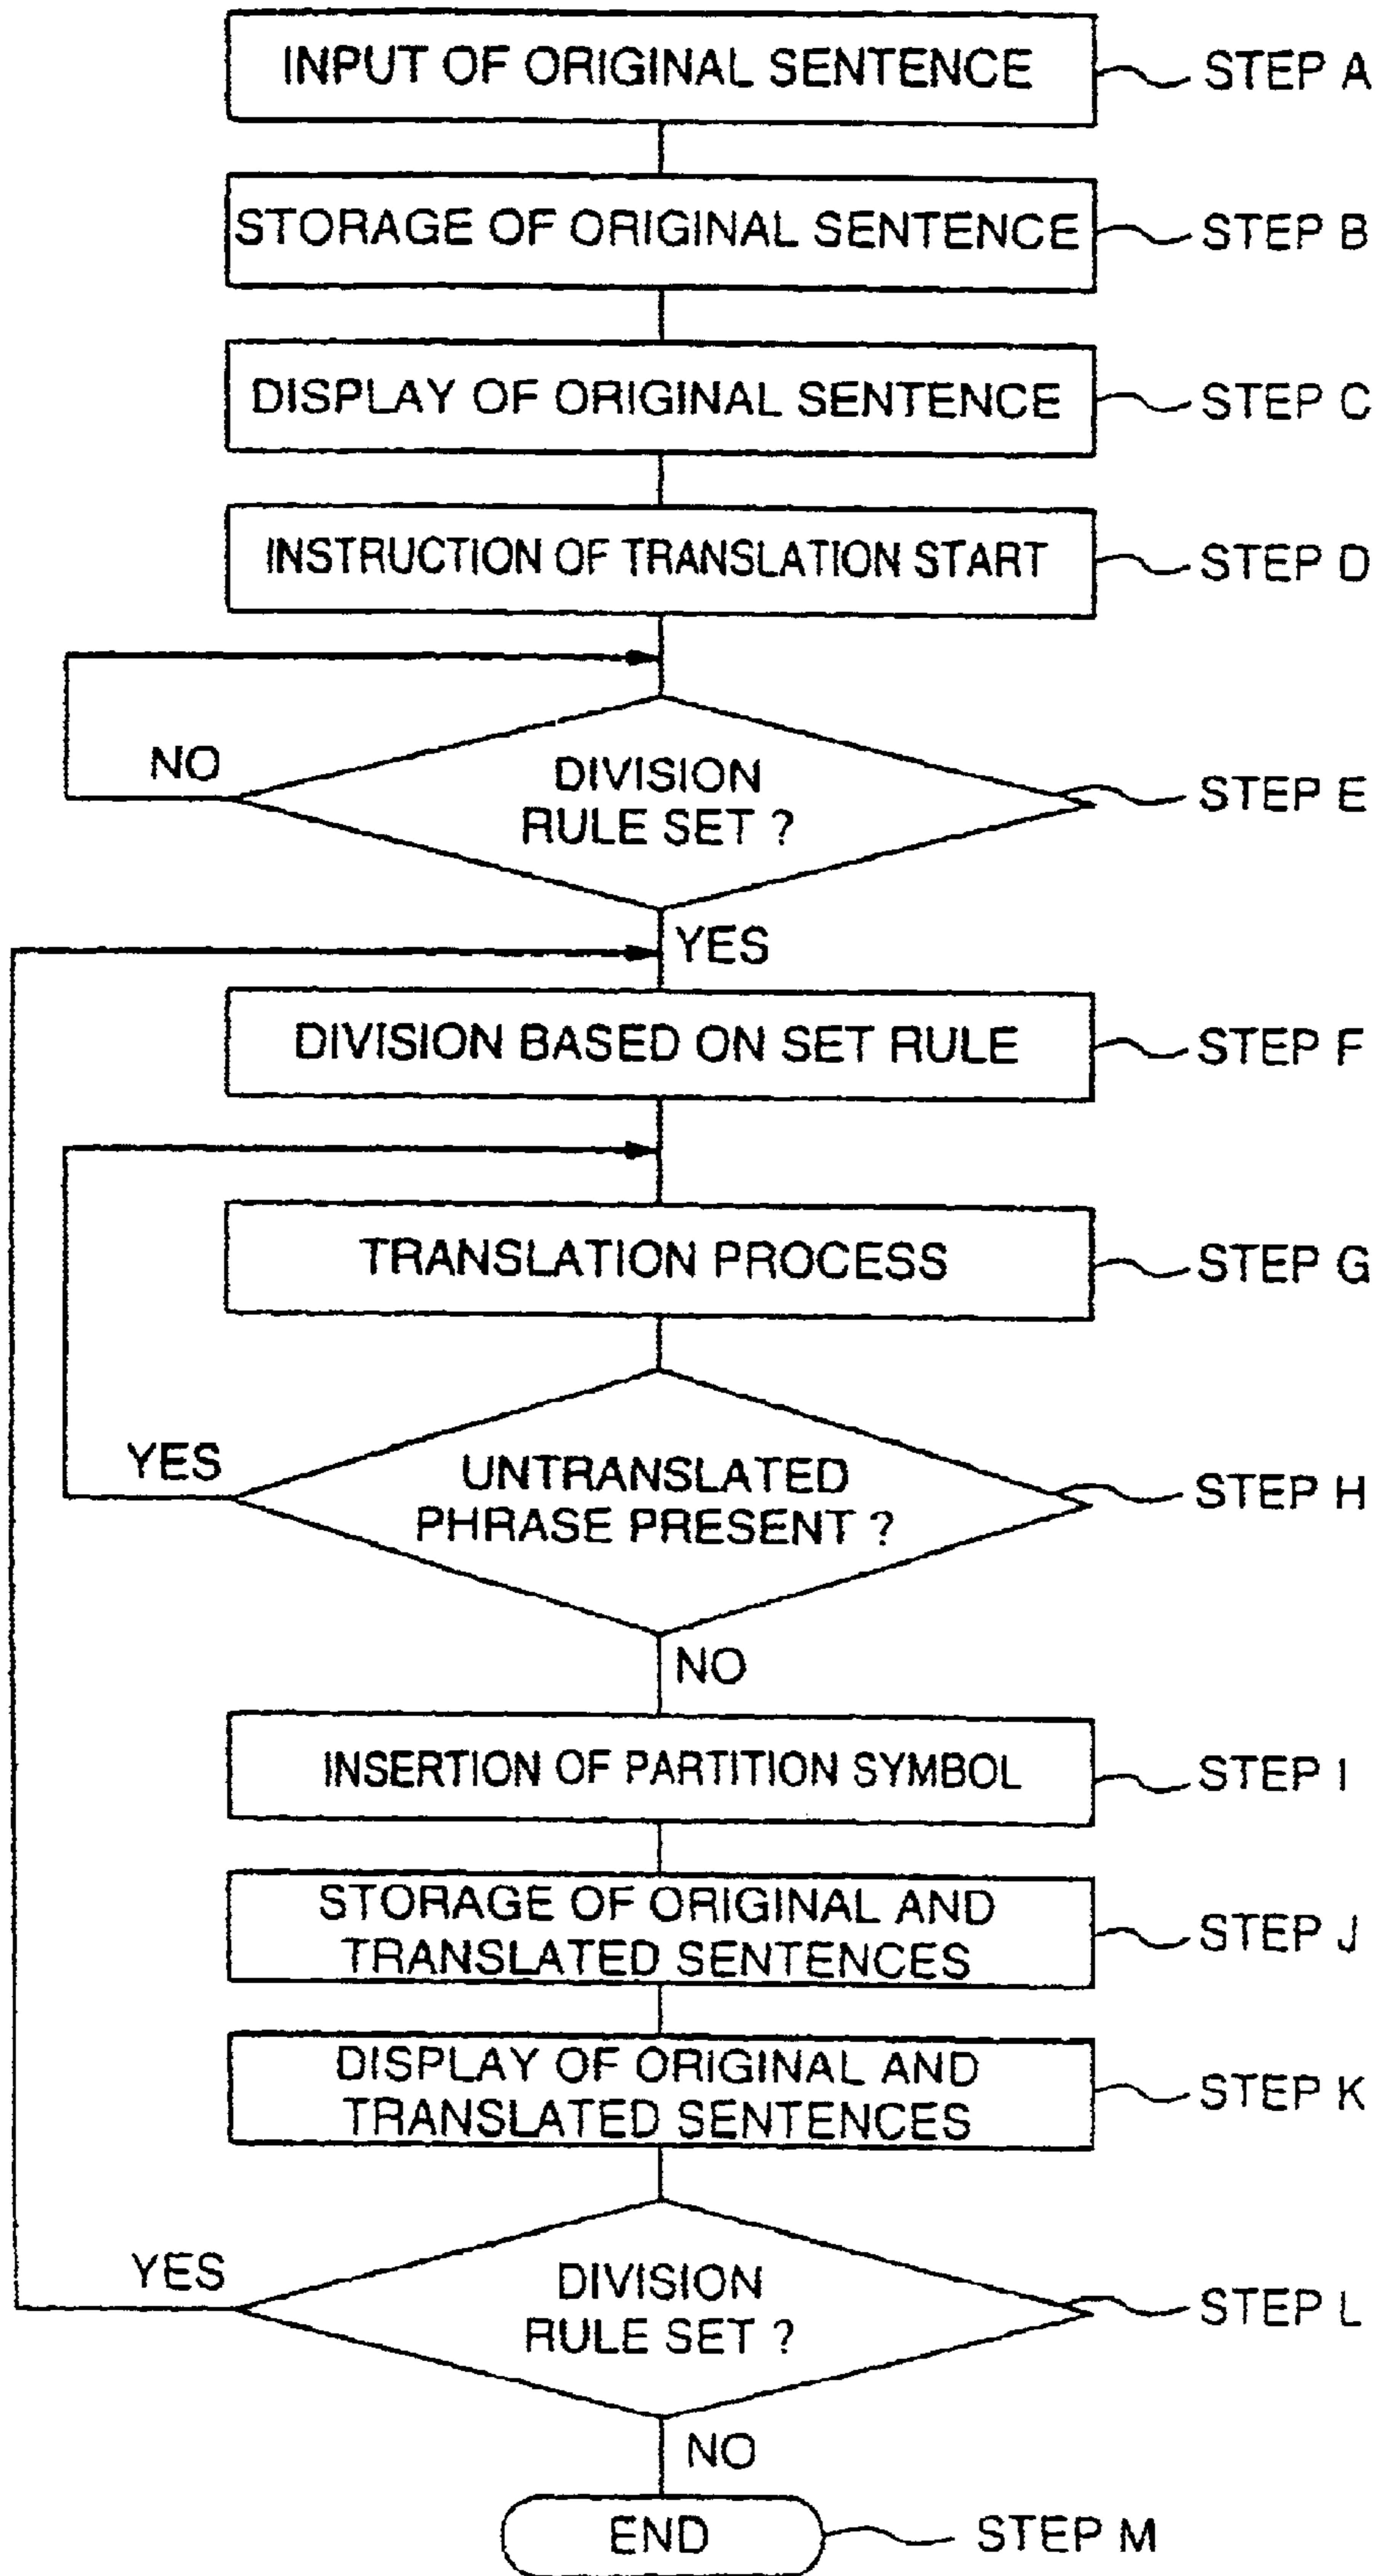 INPUT OF ORIGINAL SENTENCE
STEP A
STORAGE OF ORIGINAL SENTENCE
STEP B
DISPLAY OF ORIGINAL SENTENCE
STEP C
INSTRUCTION OF TRANSLATION START
STEP D
NO
DIVISION
RULE SET ?
STEP E
YES
DIVISION BASED ON SET RULE
STEP F
TRANSLATION PROCESS
STEP G
YES
UNTRANSLATED
PHRASE PRESENT ?
STEP H
NO
INSERTION OF PARTITION SYMBOL
STEP I
STORAGE OF ORIGINAL AND
TRANSLATED SENTENCES
STEP J
DISPLAY OF ORIGINAL AND
TRANSLATED SENTENCES
STEP K
YES
DIVISION
RULE SET ?
STEP L
NO
END
STEP M